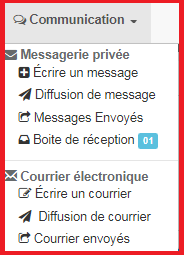 Communication
Messagerie privée
Écrire un message
Diffusion de message
Messages Envoyés
Boite de réception 01
Courrier électronique
Écrire un courrier
Diffusion de courrier
Courrier envoyés